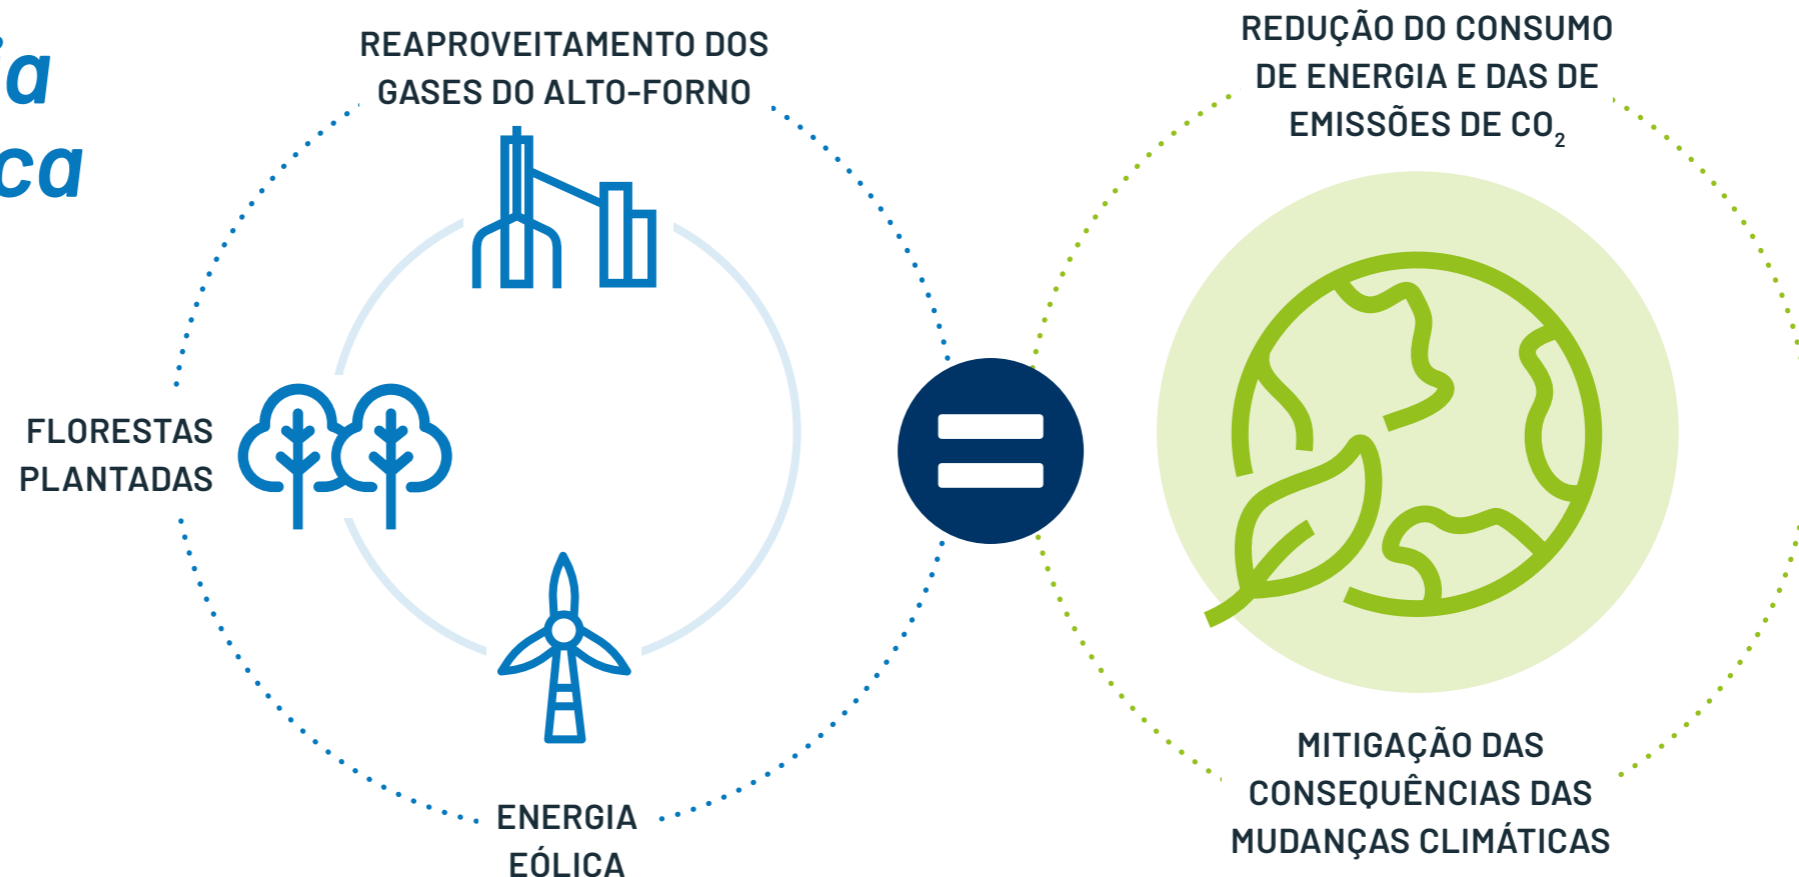 REAPROVEITAMENTO DOS
GASES DO ALTO-FORNO
FLORESTAS
PLANTADAS
ENERGIA
EÓLICA
REDUÇÃO DO CONSUMO
DE ENERGIA E DAS DE
EMISSÕES DE CO₂
MITIGAÇÃO DAS
CONSEQUÊNCIAS DAS
MUDANÇAS CLIMÁTICAS